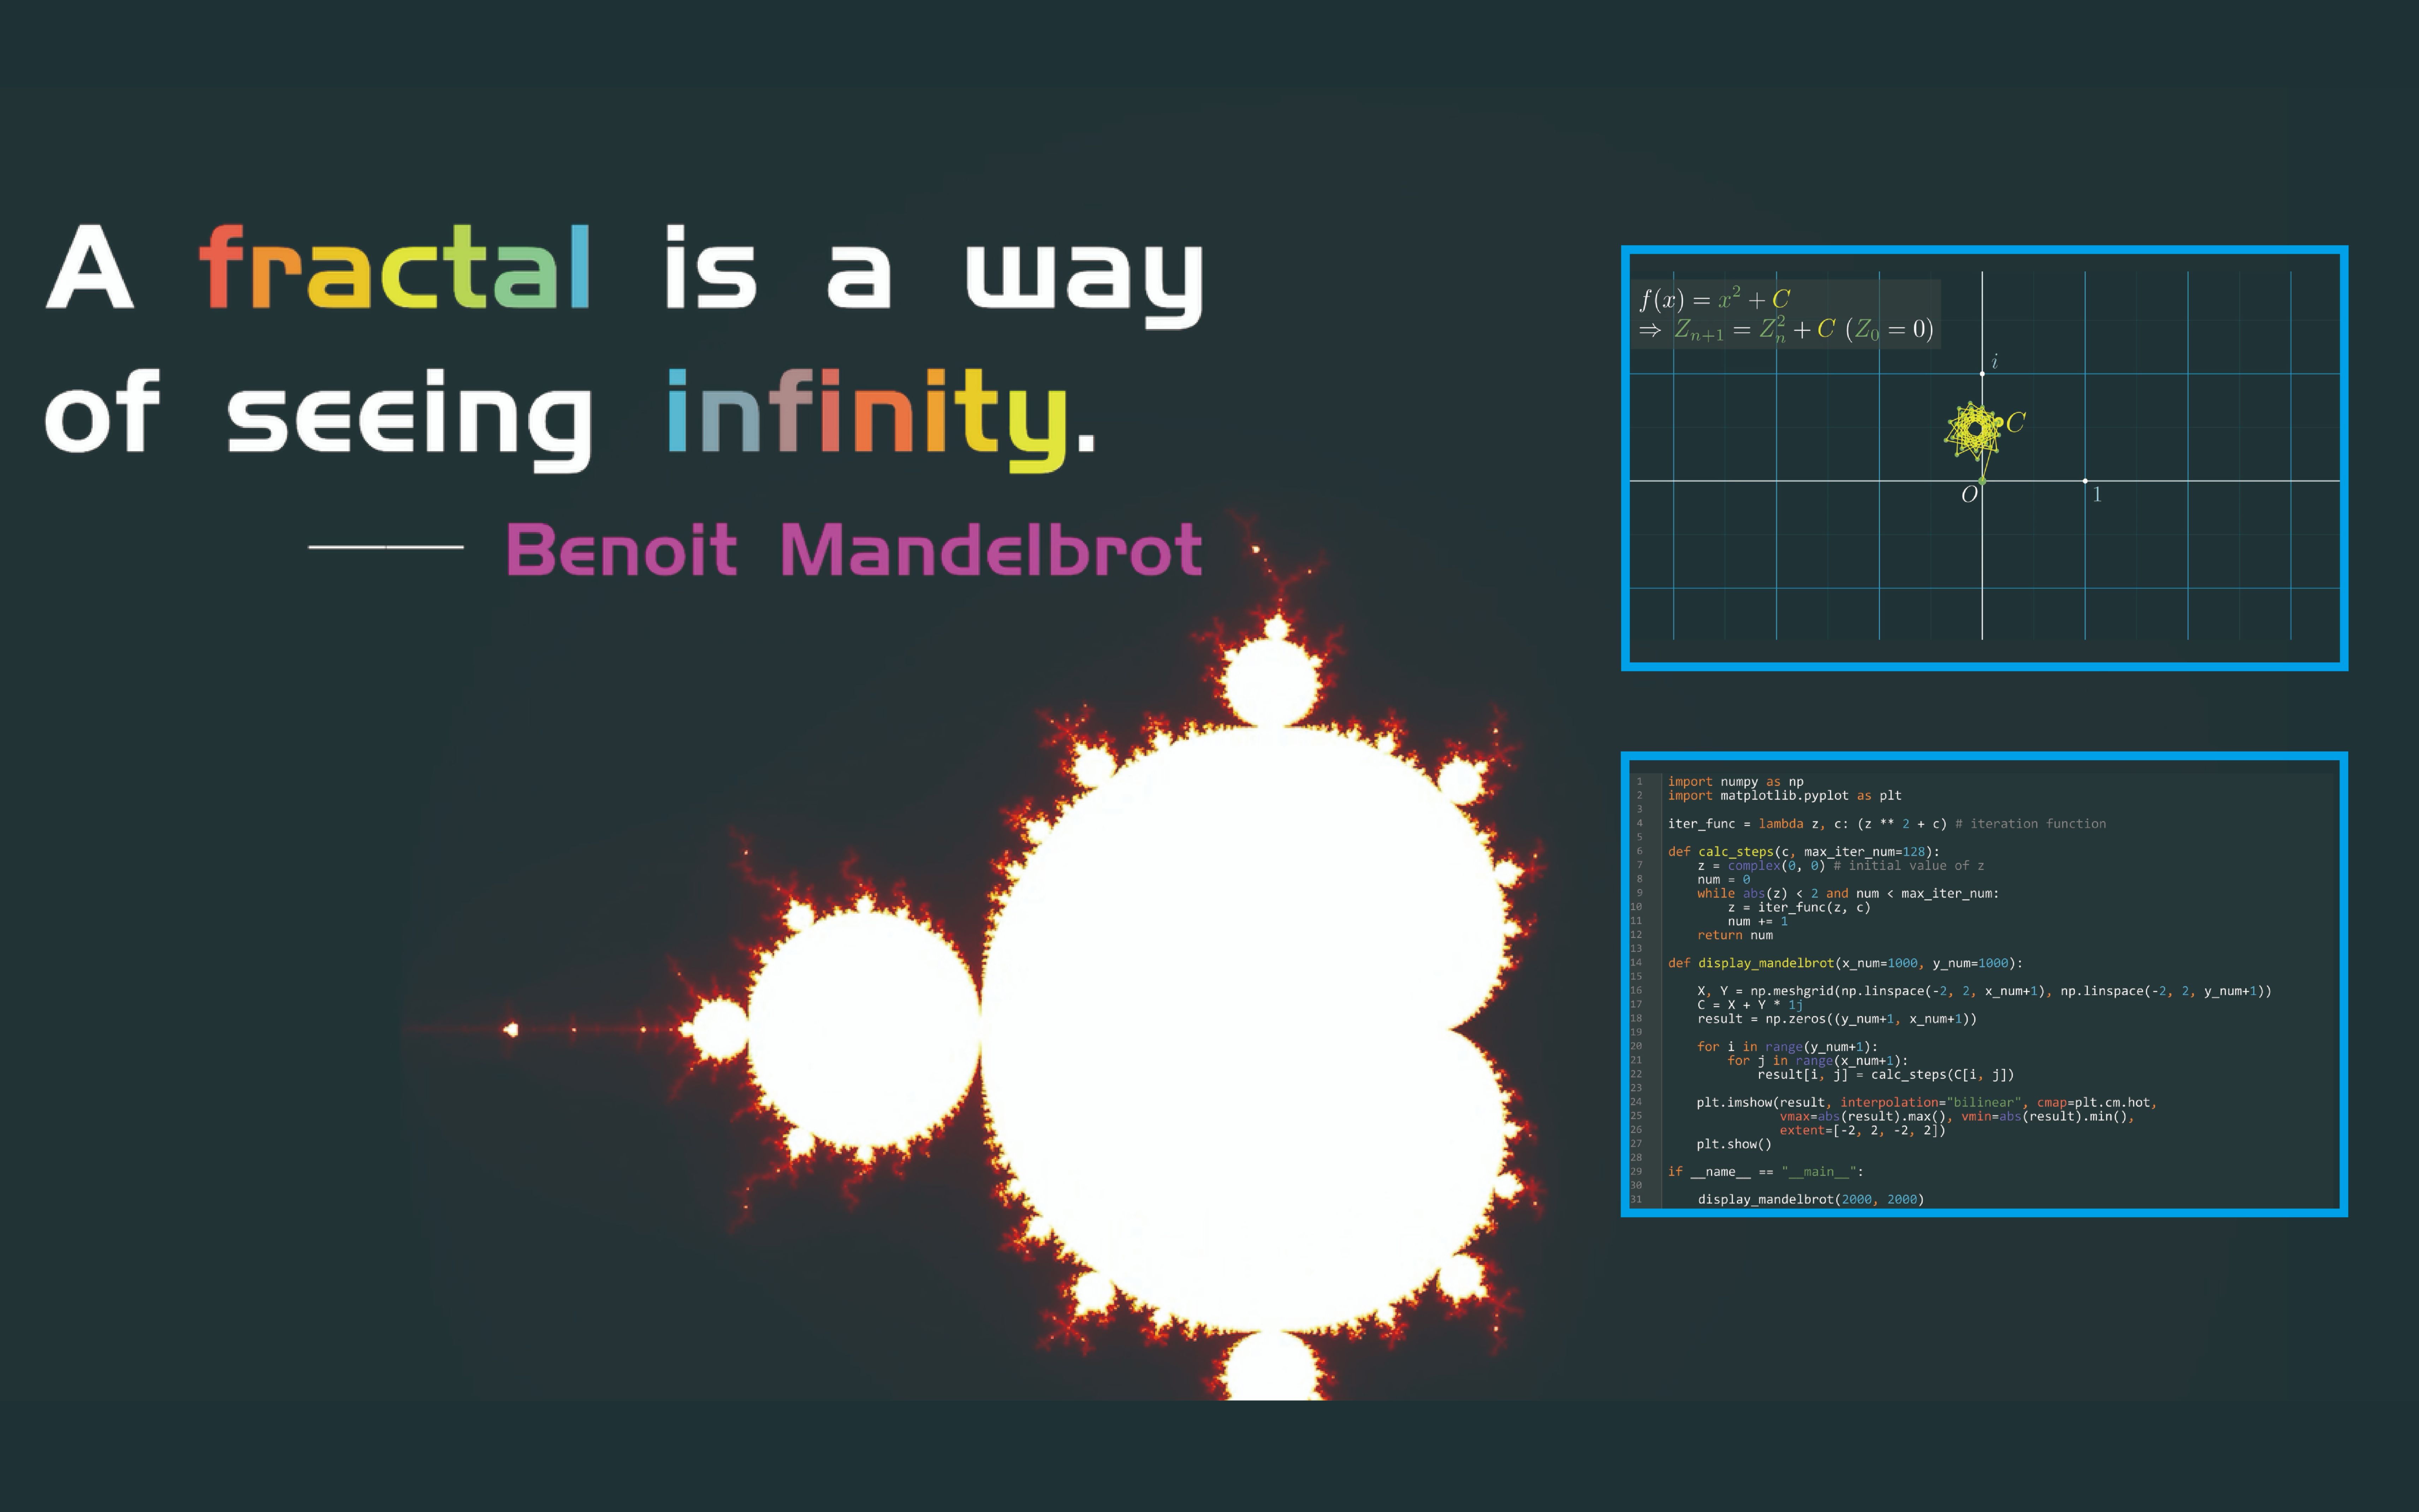 A fractal is a way
of seeing infinity.
—— Benoit Mandelbrot
f(x) = x² + C
⇒ Zₙ₊₁ = Zₙ² + C (Z₀ = 0)
i
C
O
1
1 import numpy as np
2 import matplotlib.pyplot as plt
3
4 iter_func = lambda z, c: (z ** 2 + c) # iteration function
5
6 def calc_steps(c, max_iter_num=128):
7     z = complex(0, 0) # initial value of z
8     num = 0
9     while abs(z) < 2 and num < max_iter_num:
10         z = iter_func(z, c)
11         num += 1
12     return num
13
14 def display_mandelbrot(x_num=1000, y_num=1000):
15
16     X, Y = np.meshgrid(np.linspace(-2, 2, x_num+1), np.linspace(-2, 2, y_num+1))
17     C = X + Y * 1j
18     result = np.zeros((y_num+1, x_num+1))
19
20     for i in range(y_num+1):
21         for j in range(x_num+1):
22             result[i, j] = calc_steps(C[i, j])
23
24     plt.imshow(result, interpolation="bilinear", cmap=plt.cm.hot,
25                vmax=abs(result).max(), vmin=abs(result).min(),
26                extent=[-2, 2, -2, 2])
27     plt.show()
28
29 if __name__ == "__main__":
30
31     display_mandelbrot(2000, 2000)